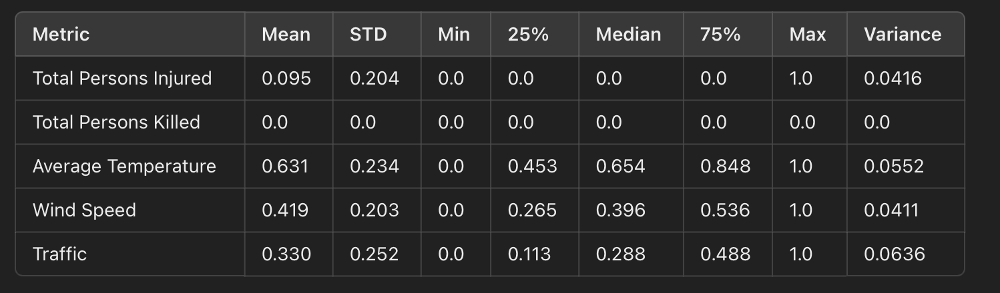 Metric Mean STD Min 25% Median 75% Max Variance
Total Persons Injured 0.095 0.204 0.0 0.0 0.0 0.0 1.0 0.0416
Total Persons Killed 0.0 0.0 0.0 0.0 0.0 0.0 0.0 0.0
Average Temperature 0.631 0.234 0.0 0.453 0.654 0.848 1.0 0.0552
Wind Speed 0.419 0.203 0.0 0.265 0.396 0.536 1.0 0.0411
Traffic 0.330 0.252 0.0 0.113 0.288 0.488 1.0 0.0636